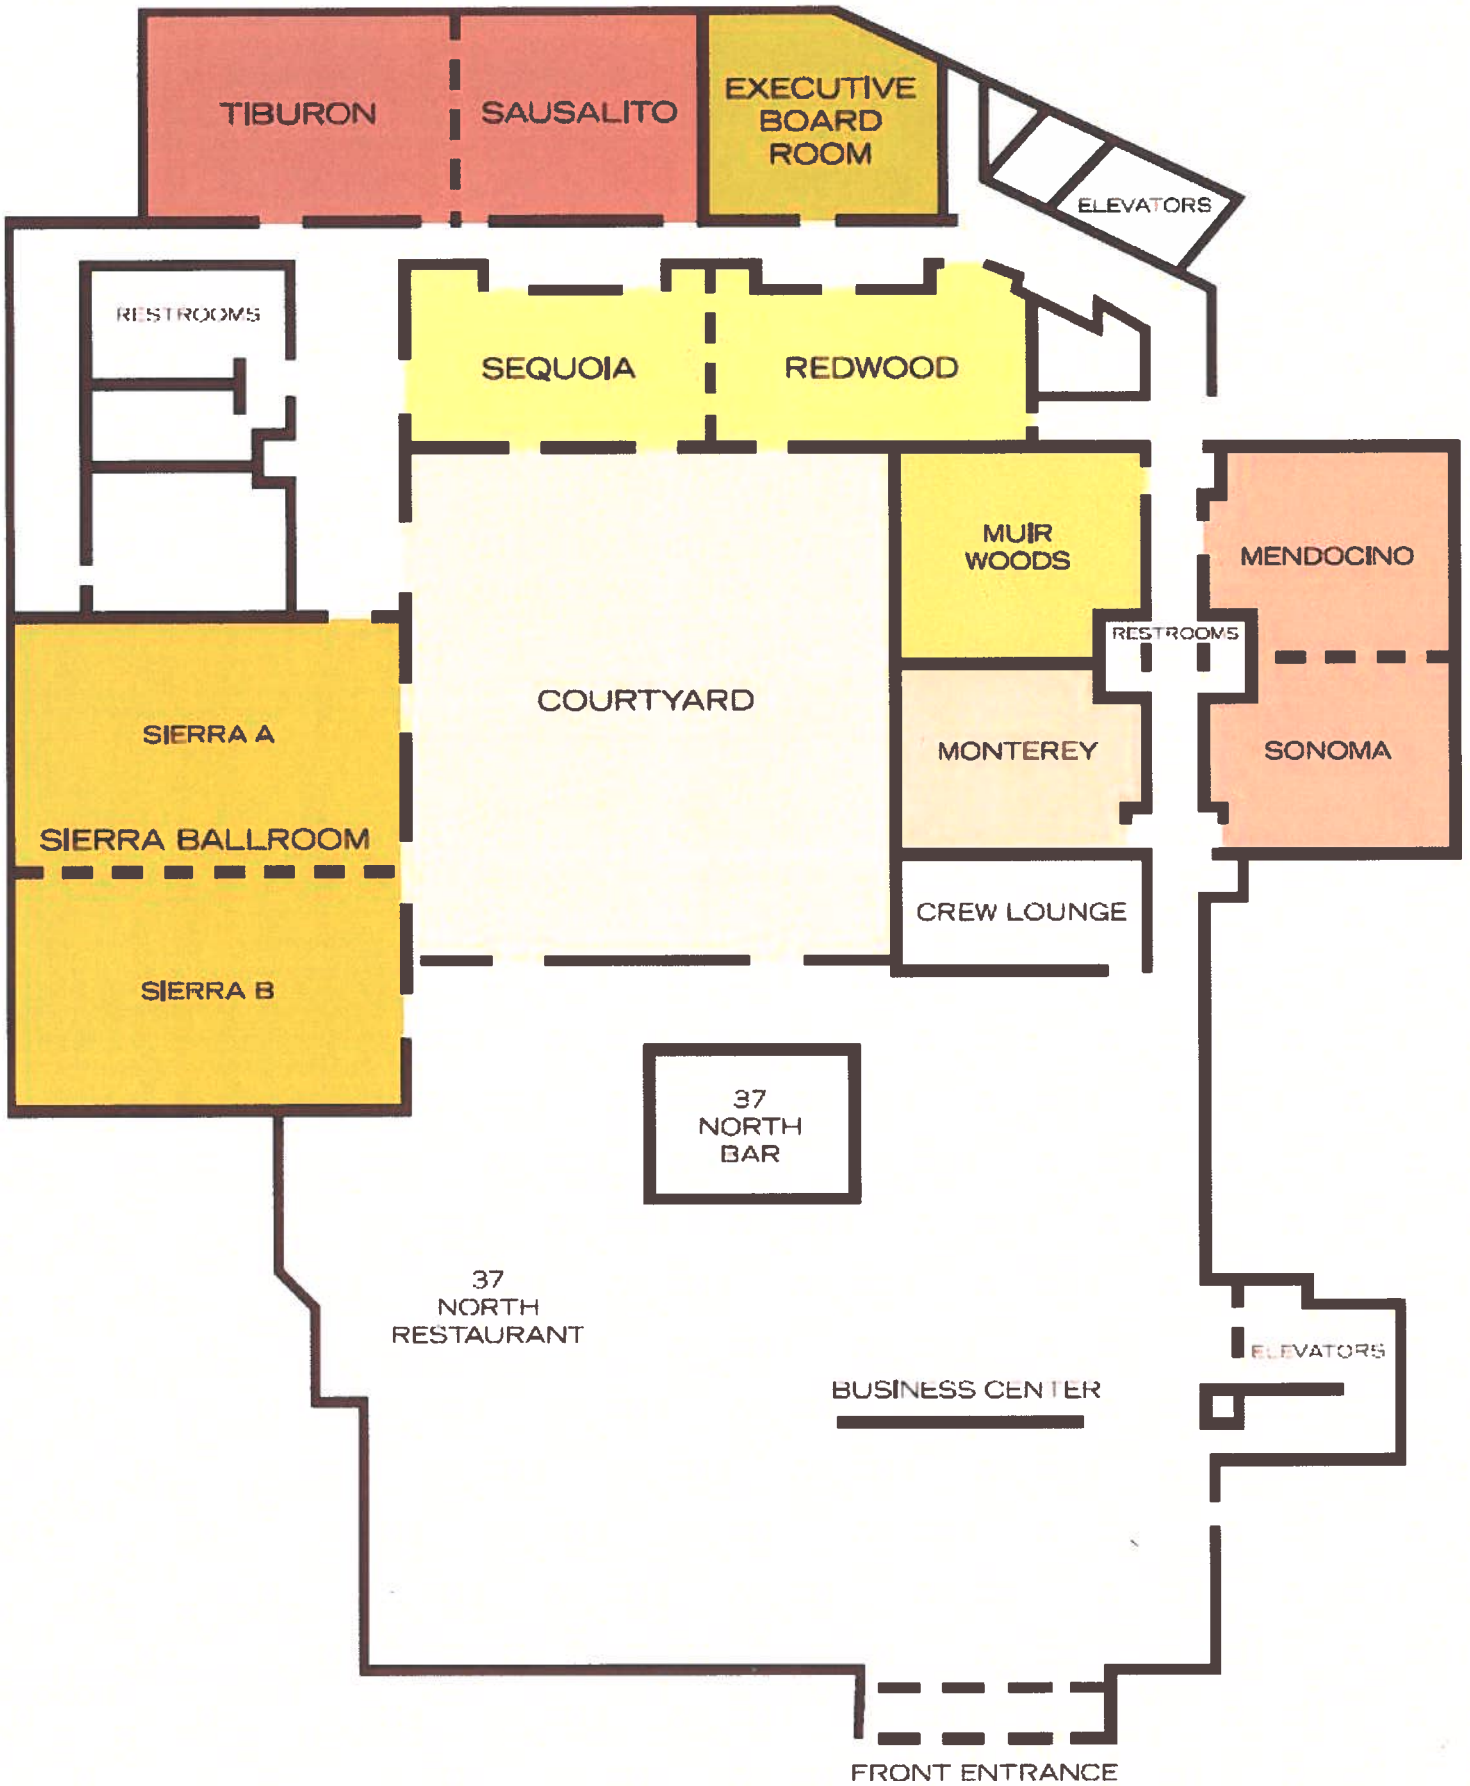 TIBURON
SAUSALITO
EXECUTIVE
BOARD
ROOM
ELEVATORS
RESTROOMS
SEQUOIA
REDWOOD
MUIR
WOODS
MENDOCINO
RESTROOMS
COURTYARD
SIERRA A
MONTEREY
SONOMA
SIERRA BALLROOM
CREW LOUNGE
SIERRA B
37
NORTH
BAR
37
NORTH
RESTAURANT
ELEVATORS
BUSINESS CENTER
FRONT ENTRANCE